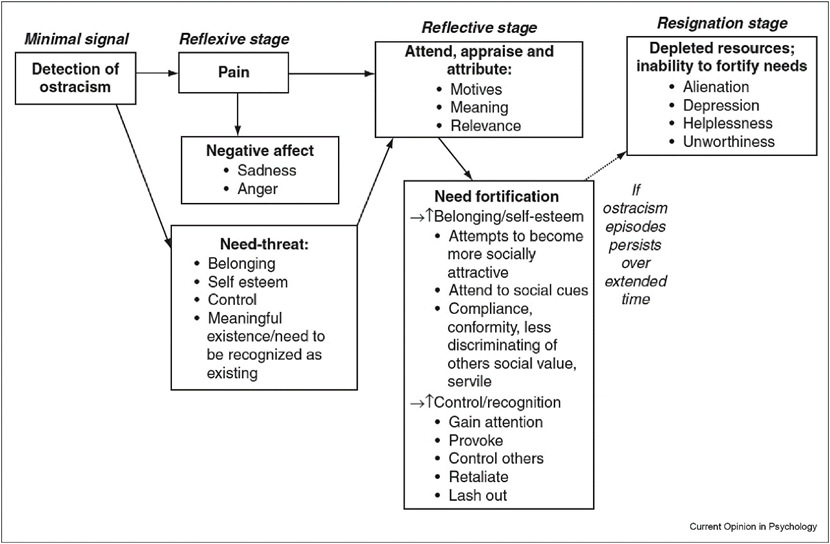 Minimal signal
Detection of
ostracism
Reflexive stage
Pain
Negative affect
• Sadness
• Anger
Need-threat:
• Belonging
• Self esteem
• Control
• Meaningful
existence/need to
be recognized as
existing
Reflective stage
Attend, appraise and
attribute:
• Motives
• Meaning
• Relevance
Need fortification
→↑Belonging/self-esteem
• Attempts to become
more socially
attractive
• Attend to social cues
• Compliance,
conformity, less
discriminating of
others social value,
servile
→↑Control/recognition
• Gain attention
• Provoke
• Control others
• Retaliate
• Lash out
Resignation stage
Depleted resources;
inability to fortify needs
• Alienation
• Depression
• Helplessness
• Unworthiness
If
ostracism
episodes
persists
over
extended
time
Current Opinion in Psychology